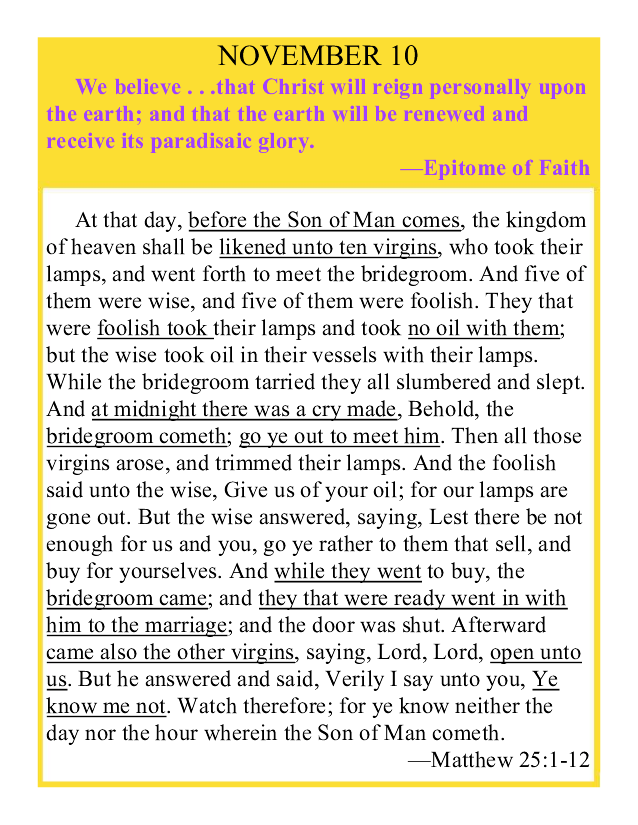 NOVEMBER 10
We believe . . .that Christ will reign personally upon
the earth; and that the earth will be renewed and
receive its paradisaic glory.
—Epitome of Faith
At that day, before the Son of Man comes, the kingdom
of heaven shall be likened unto ten virgins, who took their
lamps, and went forth to meet the bridegroom. And five of
them were wise, and five of them were foolish. They that
were foolish took their lamps and took no oil with them;
but the wise took oil in their vessels with their lamps.
While the bridegroom tarried they all slumbered and slept.
And at midnight there was a cry made, Behold, the
bridegroom cometh; go ye out to meet him. Then all those
virgins arose, and trimmed their lamps. And the foolish
said unto the wise, Give us of your oil; for our lamps are
gone out. But the wise answered, saying, Lest there be not
enough for us and you, go ye rather to them that sell, and
buy for yourselves. And while they went to buy, the
bridegroom came; and they that were ready went in with
him to the marriage; and the door was shut. Afterward
came also the other virgins, saying, Lord, Lord, open unto
us. But he answered and said, Verily I say unto you, Ye
know me not. Watch therefore; for ye know neither the
day nor the hour wherein the Son of Man cometh.
—Matthew 25:1-12